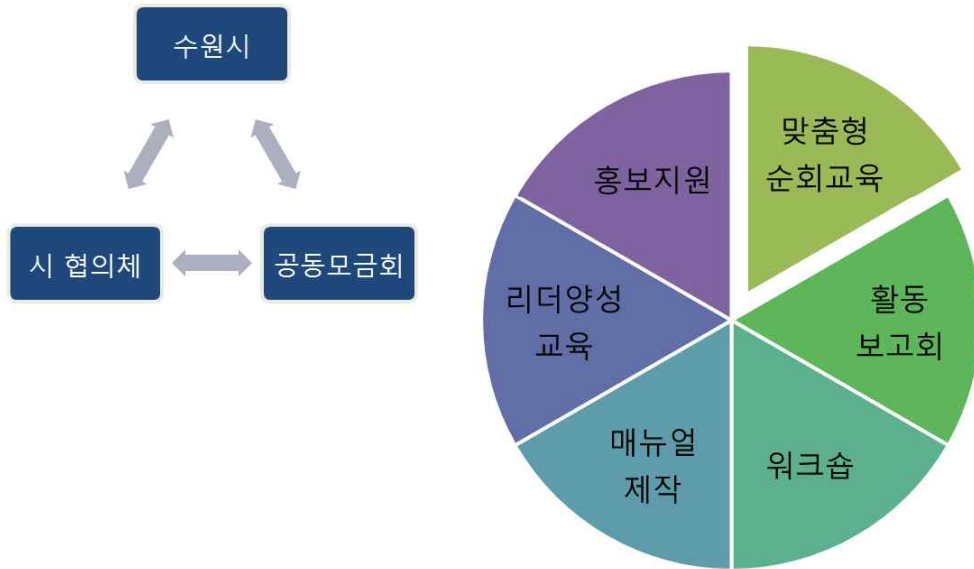 수원시
시 협의체
공동모금회
맞춤형
순회교육
활동
보고회
워크숍
매뉴얼
제작
리더양성
교육
홍보지원